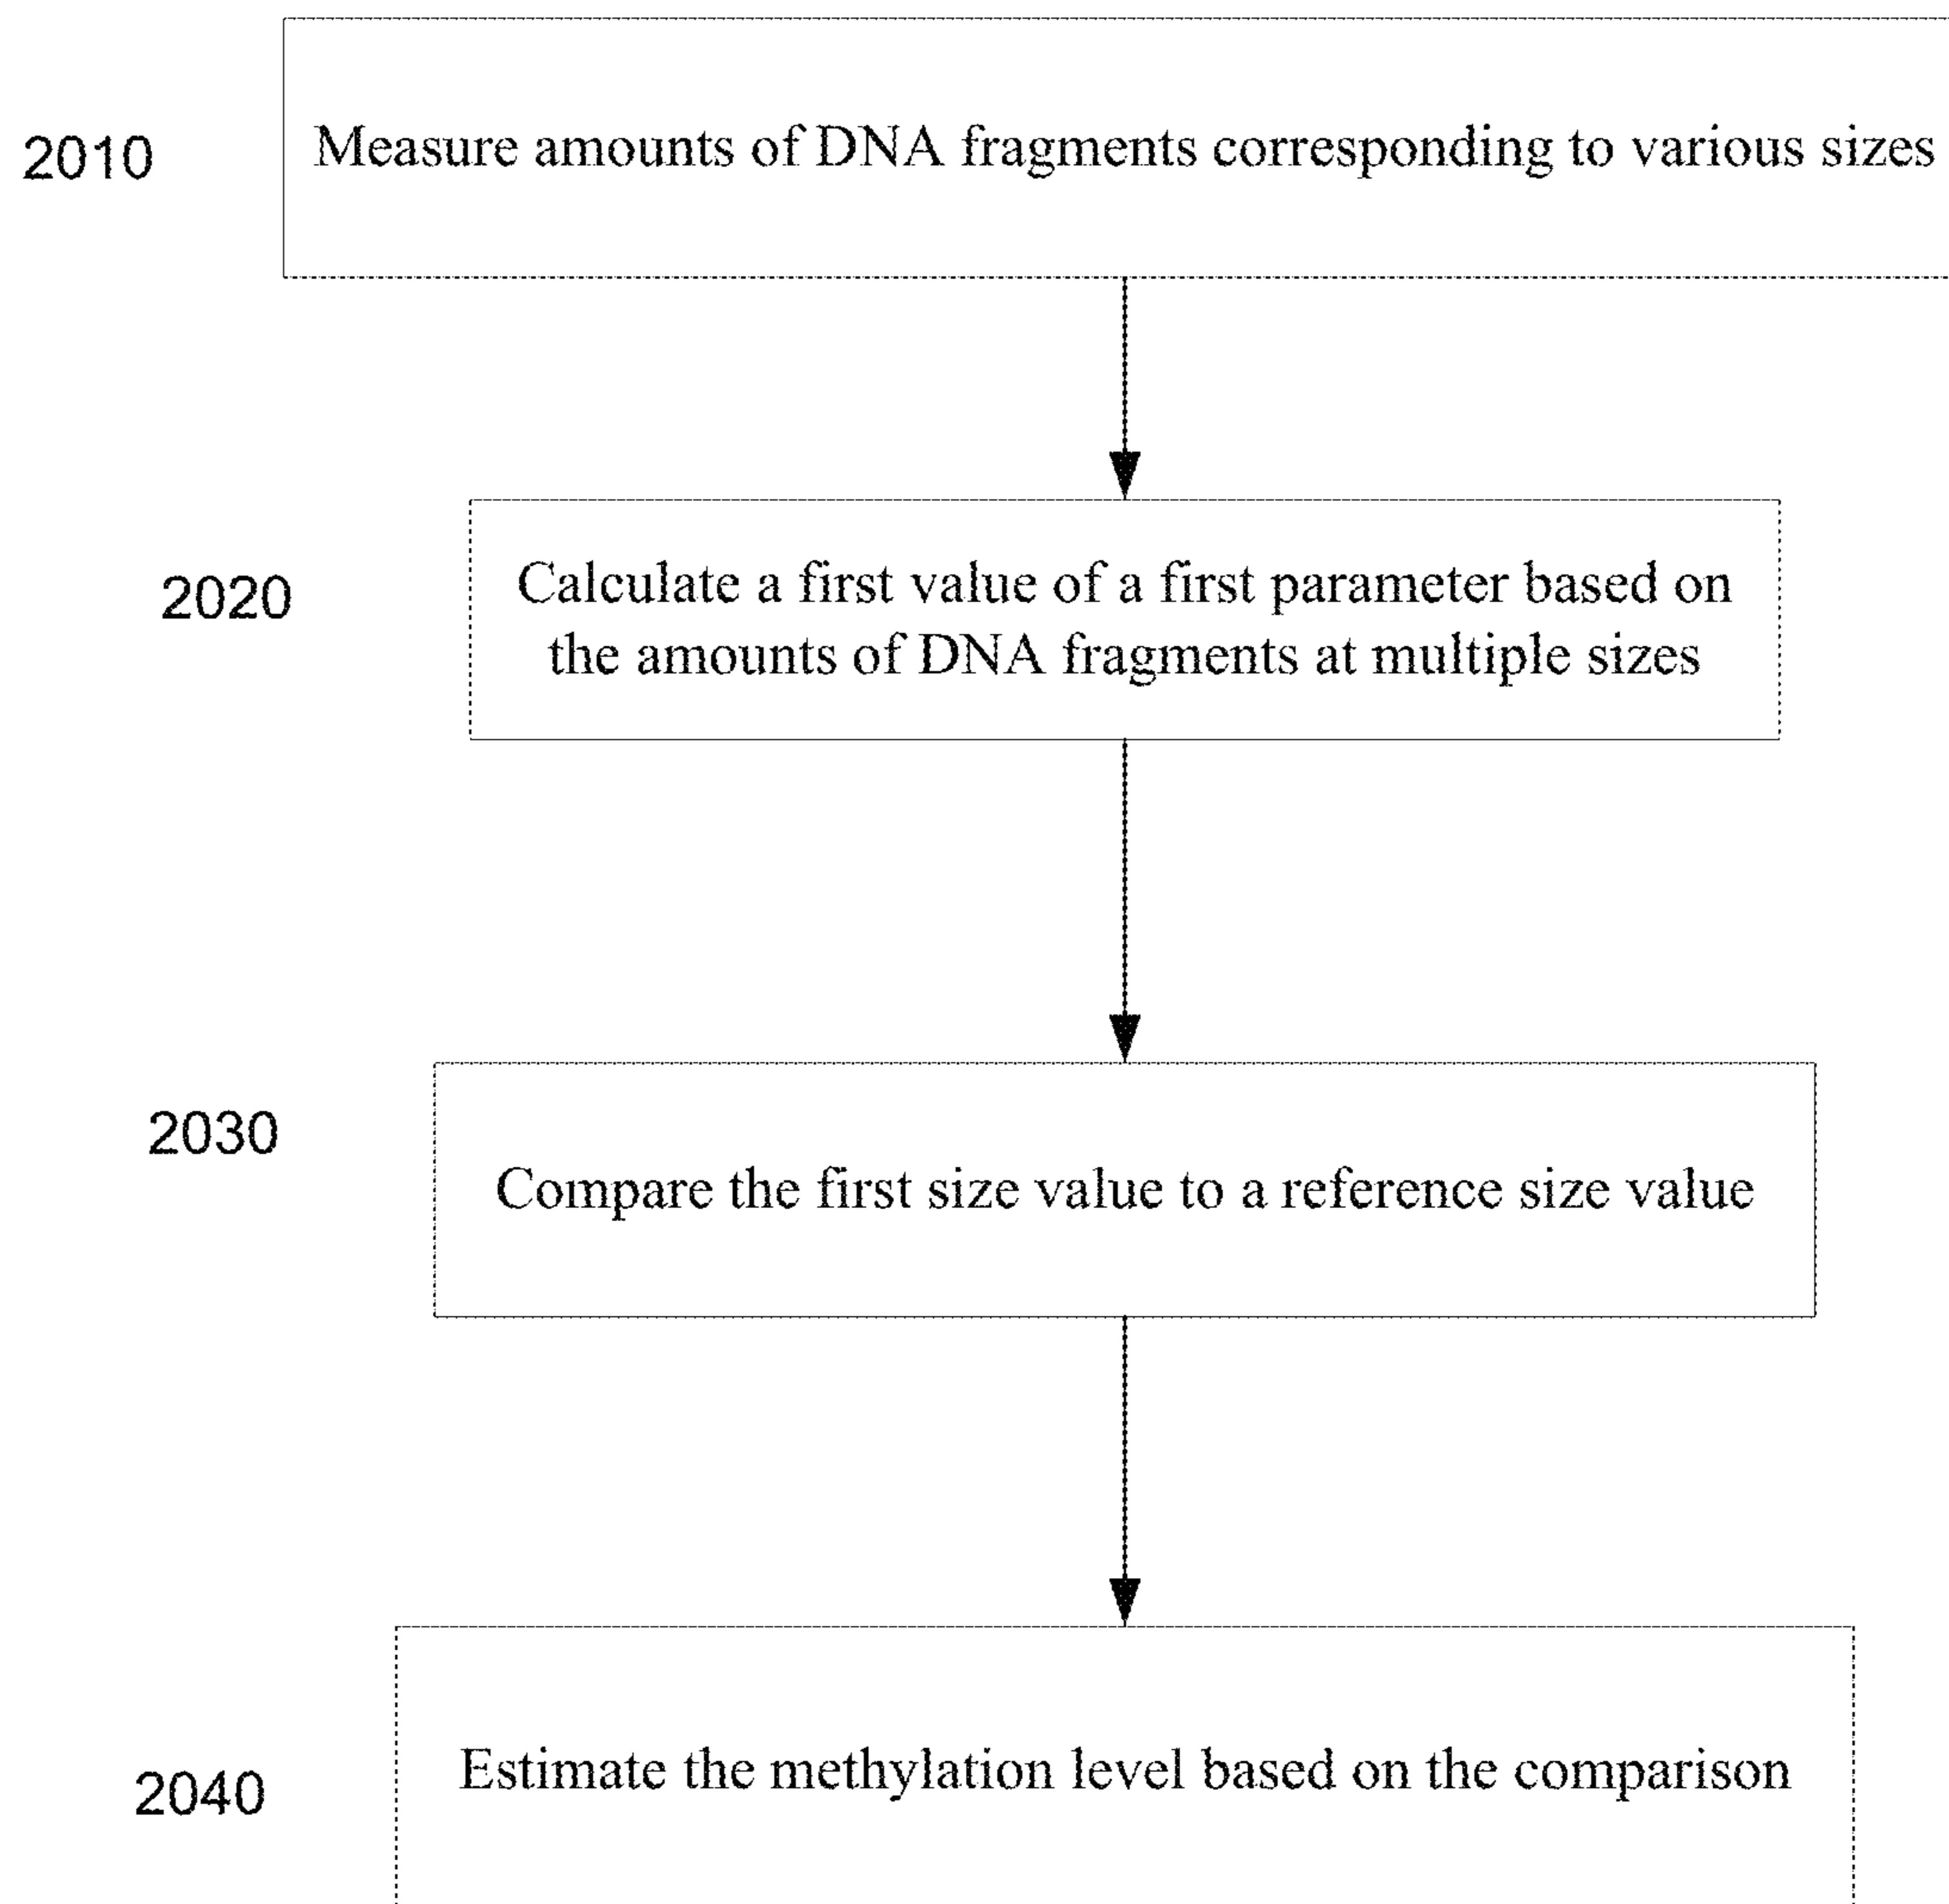 2010
Measure amounts of DNA fragments corresponding to various sizes
2020
Calculate a first value of a first parameter based on
the amounts of DNA fragments at multiple sizes
2030
Compare the first size value to a reference size value
2040
Estimate the methylation level based on the comparison